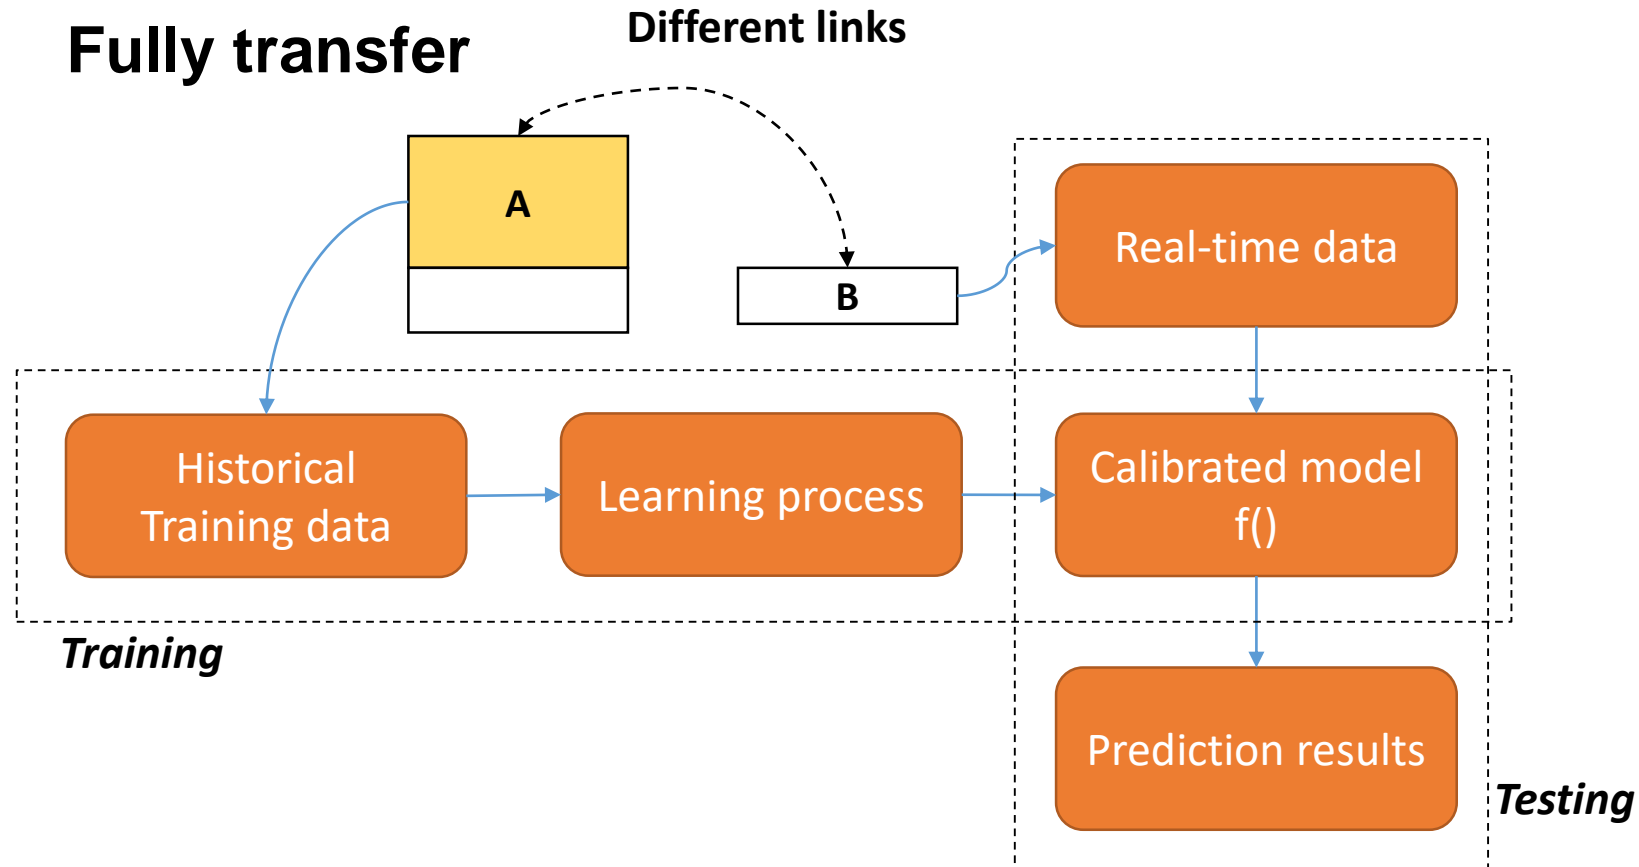 Fully transfer
Different links
A
B
Real-time data
Historical
Training data
Learning process
Calibrated model
f()
Training
Prediction results
Testing